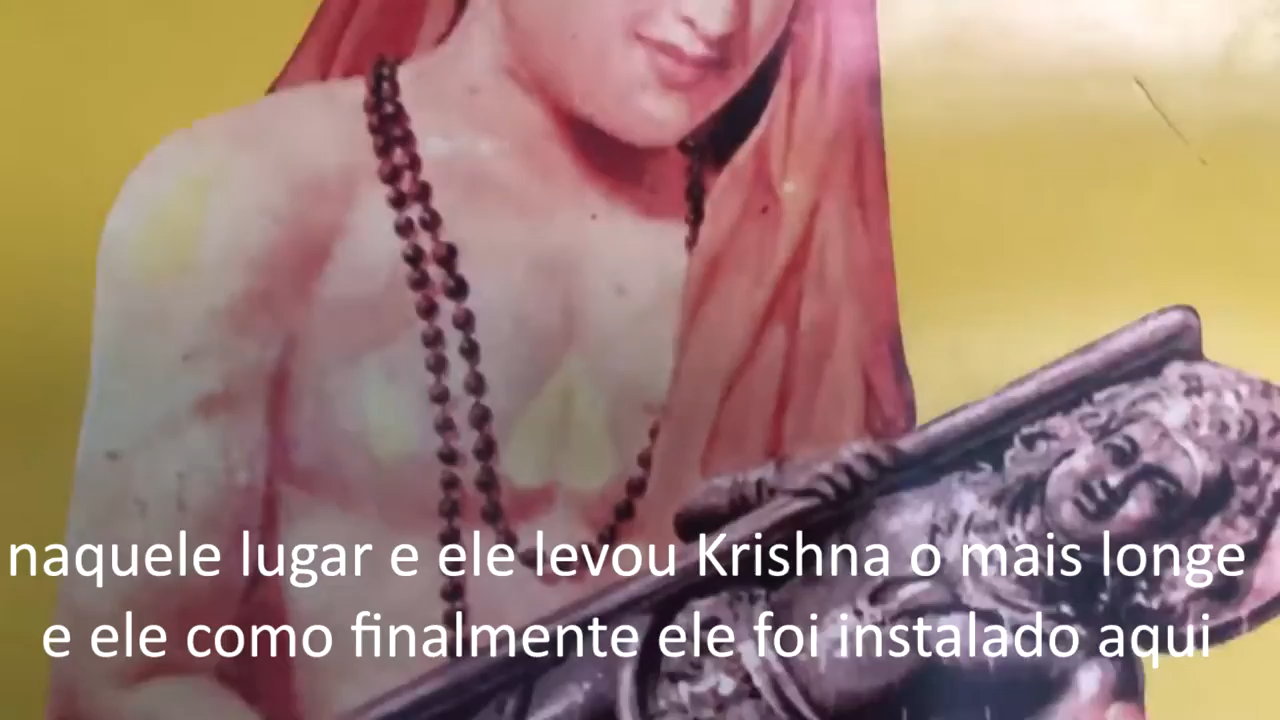 naquele lugar e ele levou Krishna o mais longe
e ele como finalmente ele foi instalado aqui